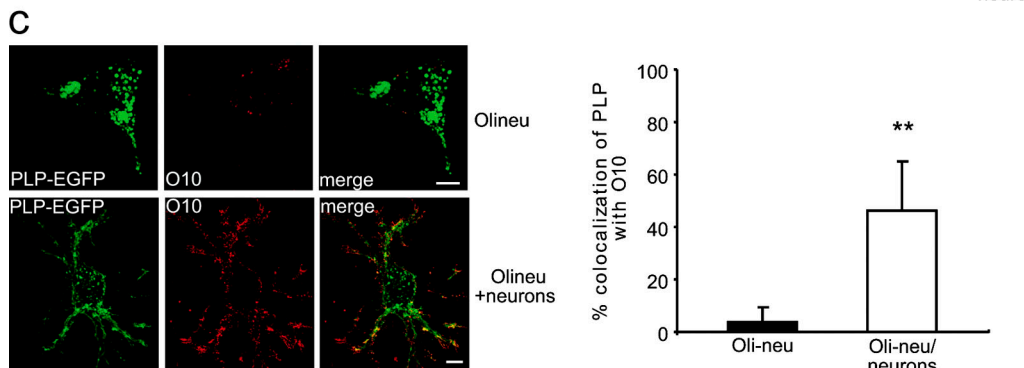 C
PLP-EGFP
O10
merge
Olineu
PLP-EGFP
O10
merge
Olineu
+neurons
% colocalization of PLP
with O10
100
80
60
40
20
0
**
Oli-neu
Oli-neu/
neurons